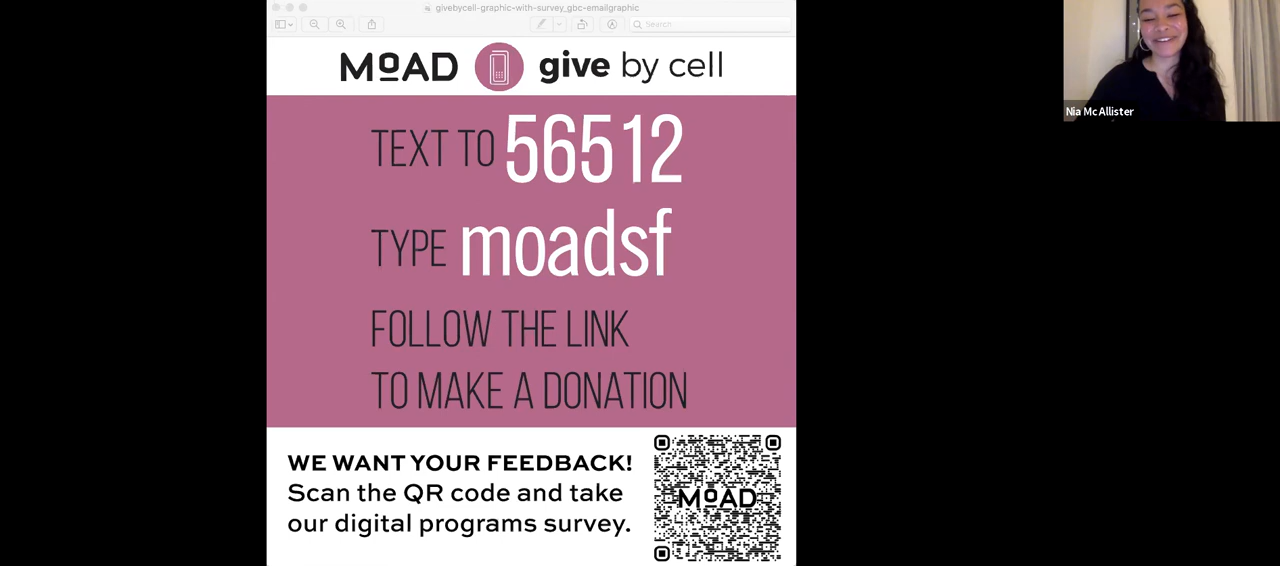 givebycell-graphic-with-survey_gbc-emailgraphic
Search
MoAD give by cell
TEXT TO 56512
TYPE moadsf
FOLLOW THE LINK
TO MAKE A DONATION
WE WANT YOUR FEEDBACK!
Scan the QR code and take
our digital programs survey.
MoAD
Nia Mc Allister